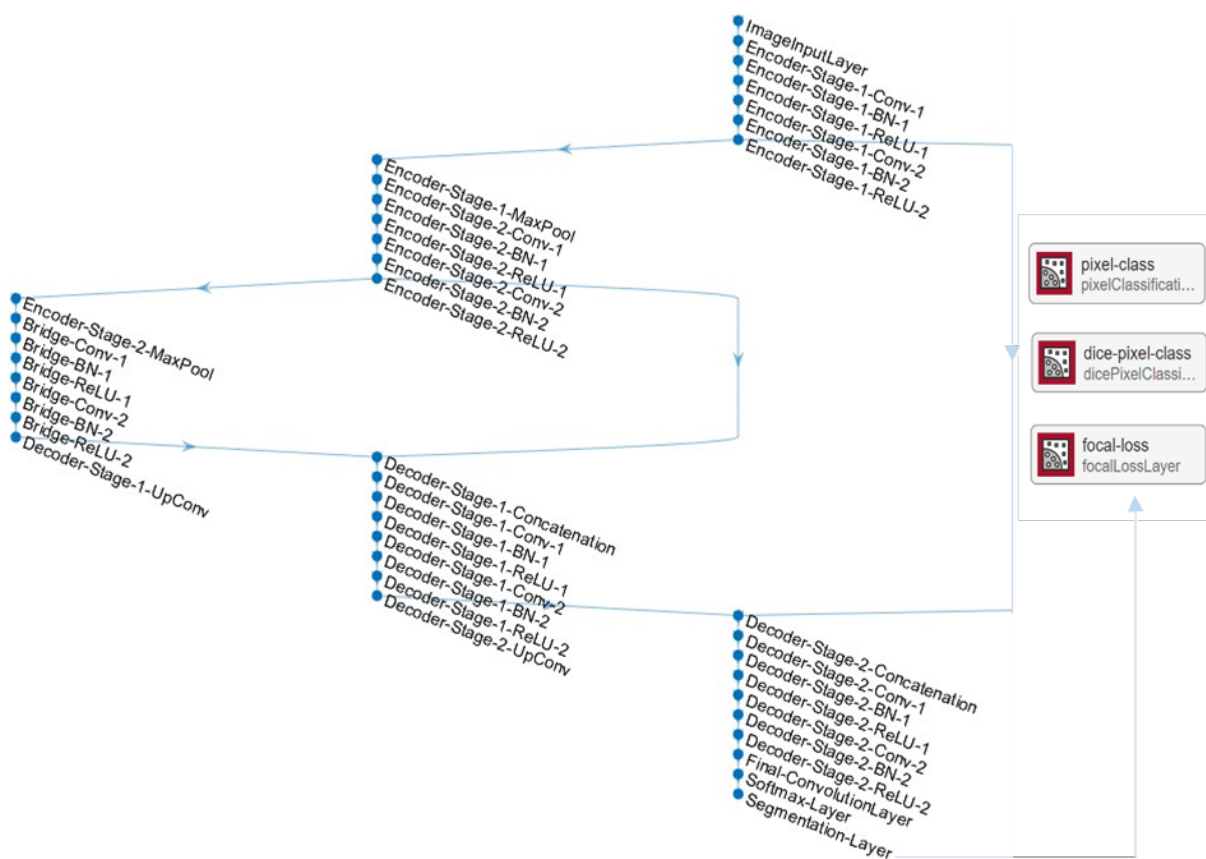 ImageInputLayer
Encoder-Stage-1-Conv-1
Encoder-Stage-1-BN-1
Encoder-Stage-1-ReLU-1
Encoder-Stage-1-Conv-2
Encoder-Stage-1-BN-2
Encoder-Stage-1-ReLU-2
Encoder-Stage-1-MaxPool
Encoder-Stage-2-Conv-1
Encoder-Stage-2-BN-1
Encoder-Stage-2-ReLU-1
Encoder-Stage-2-Conv-2
Encoder-Stage-2-BN-2
Encoder-Stage-2-ReLU-2
Encoder-Stage-2-MaxPool
Bridge-Conv-1
Bridge-BN-1
Bridge-ReLU-1
Bridge-Conv-2
Bridge-BN-2
Bridge-ReLU-2
Decoder-Stage-1-UpConv
Decoder-Stage-1-Concatenation
Decoder-Stage-1-Conv-1
Decoder-Stage-1-BN-1
Decoder-Stage-1-ReLU-1
Decoder-Stage-1-Conv-2
Decoder-Stage-1-BN-2
Decoder-Stage-1-ReLU-2
Decoder-Stage-2-UpConv
Decoder-Stage-2-Concatenation
Decoder-Stage-2-Conv-1
Decoder-Stage-2-BN-1
Decoder-Stage-2-ReLU-1
Decoder-Stage-2-Conv-2
Decoder-Stage-2-BN-2
Decoder-Stage-2-ReLU-2
Final-ConvolutionLayer
Softmax-Layer
Segmentation-Layer
pixel-class
pixelClassificati...
dice-pixel-class
dicePixelClassi...
focal-loss
focalLossLayer